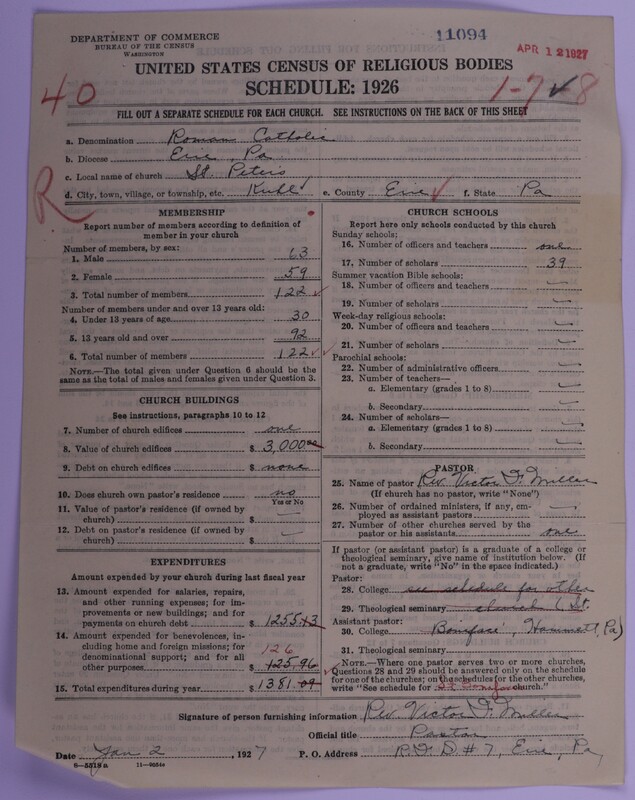 DEPARTMENT OF COMMERCE
BUREAU OF THE CENSUS
WASHINGTON
11094
APR 12 1927
UNITED STATES CENSUS OF RELIGIOUS BODIES
SCHEDULE: 1926
40
1-7 8
FILL OUT A SEPARATE SCHEDULE FOR EACH CHURCH. SEE INSTRUCTIONS ON THE BACK OF THIS SHEET
R
a. Denomination Roman Catholic
b. Diocese Erie, Pa
c. Local name of church St. Peters
d. City, town, village, or township, etc. Kuhl e. County Erie f. State Pa
MEMBERSHIP
Report number of members according to definition of
member in your church
Number of members, by sex:
1. Male 63
2. Female 59
3. Total number of members 122
Number of members under and over 13 years old:
4. Under 13 years of age 30
5. 13 years old and over 92
6. Total number of members 122
NOTE.—The total given under Question 6 should be
same as the total of males and females given under Question 3.
CHURCH BUILDINGS
See instructions, paragraphs 10 to 12
7. Number of church edifices one
8. Value of church edifices $ 3,000.00
9. Debt on church edifices $ none
10. Does church own pastor's residence no
Yes or No
11. Value of pastor's residence (if owned by
church) $ —
12. Debt on pastor's residence (if owned by
church) $ —
EXPENDITURES
Amount expended by your church during last fiscal year
13. Amount expended for salaries, repairs,
and other running expenses; for im-
provements or new buildings; and for
payments on church debt $ 1255.13
14. Amount expended for benevolences, in-
cluding home and foreign missions; for
denominational support; and for all
other purposes $ 125.96
126
15. Total expenditures during year $ 1381.09
CHURCH SCHOOLS
Report here only schools conducted by this church
Sunday schools:
16. Number of officers and teachers one
17. Number of scholars 39
Summer vacation Bible schools:
18. Number of officers and teachers —
19. Number of scholars —
Week-day religious schools:
20. Number of officers and teachers —
21. Number of scholars —
Parochial schools:
22. Number of administrative officers —
23. Number of teachers—
a. Elementary (grades 1 to 8) —
b. Secondary —
24. Number of scholars—
a. Elementary (grades 1 to 8) —
b. Secondary —
PASTOR
25. Name of pastor Rev. Victor F. Miller
(If church has no pastor, write "None")
26. Number of ordained ministers, if any, em-
ployed as assistant pastors —
27. Number of other churches served by the
pastor or his assistants one
If pastor (or assistant pastor) is a graduate of a college or
theological seminary, give name of institution below. (If
not a graduate, write "No" in the space indicated.)
Pastor:
28. College see schedule for other
29. Theological seminary church (St.
Assistant pastor:
30. College Boniface, Hammett, Pa)
31. Theological seminary
NOTE.—Where one pastor serves two or more churches,
Questions 28 and 29 should be answered only on the schedule
for one of the churches; on the schedules for the other churches,
write "See schedule for St Boniface church."
Signature of person furnishing information Rev. Victor F. Miller
Official title Pastor
Date Jan 2, 1927 P. O. Address R.F.D #7, Erie, Pa,